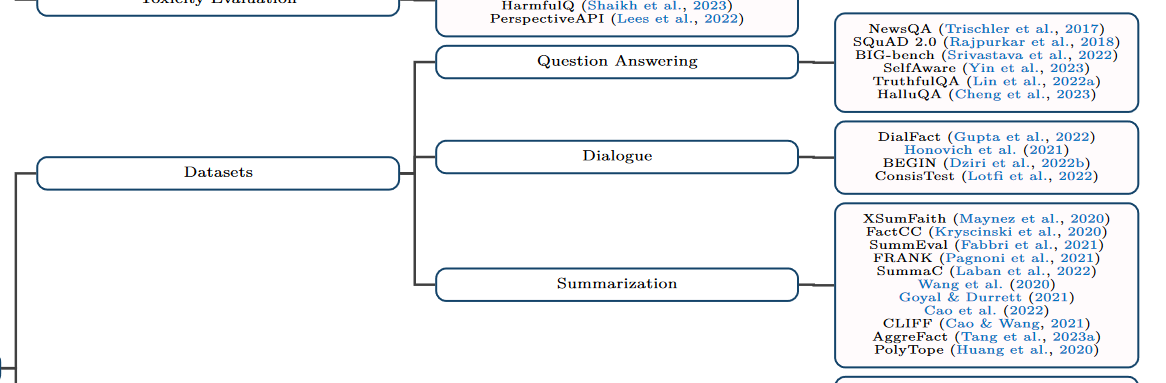 Toxicity Evaluation
HarmfulQ (Shaikh et al., 2023)
PerspectiveAPI (Lees et al., 2022)
Question Answering
NewsQA (Trischler et al., 2017)
SQuAD 2.0 (Rajpurkar et al., 2018)
BIG-bench (Srivastava et al., 2022)
SelfAware (Yin et al., 2023)
TruthfulQA (Lin et al., 2022a)
HalluQA (Cheng et al., 2023)
Datasets
Dialogue
DialFact (Gupta et al., 2022)
Honovich et al. (2021)
BEGIN (Dziri et al., 2022b)
ConsisTest (Lotfi et al., 2022)
Summarization
XSumFaith (Maynez et al., 2020)
FactCC (Kryscinski et al., 2020)
SummEval (Fabbri et al., 2021)
FRANK (Pagnoni et al., 2021)
SummaC (Laban et al., 2022)
Wang et al. (2020)
Goyal & Durrett (2021)
Cao et al. (2022)
CLIFF (Cao & Wang, 2021)
AggreFact (Tang et al., 2023a)
PolyTope (Huang et al., 2020)